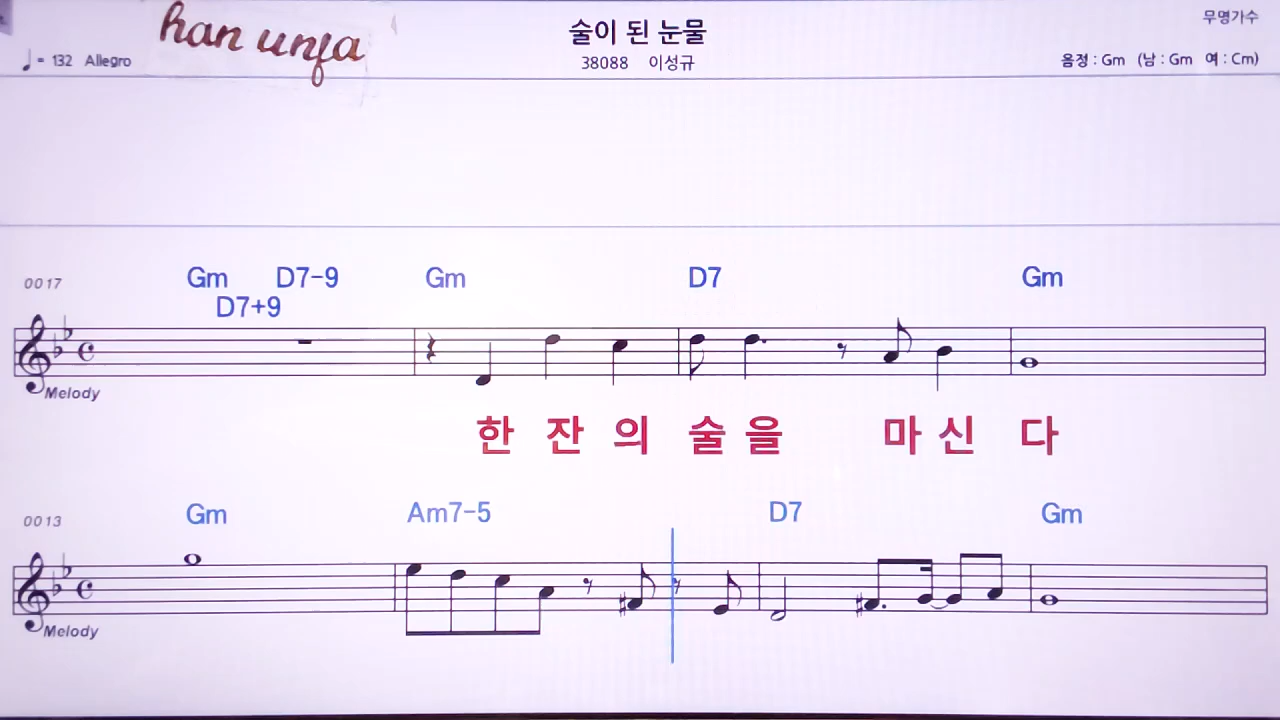 han unfa
술이 된 눈물
무명가수
♩= 132 Allegro
38088 이성규
음정 : Gm (남 : Gm 여 : Cm)
0017
Gm D7-9 Gm D7 Gm
D7+9
Melody
한 잔 의 술 을 마 신 다
0013
Gm Am7-5 D7 Gm
Melody